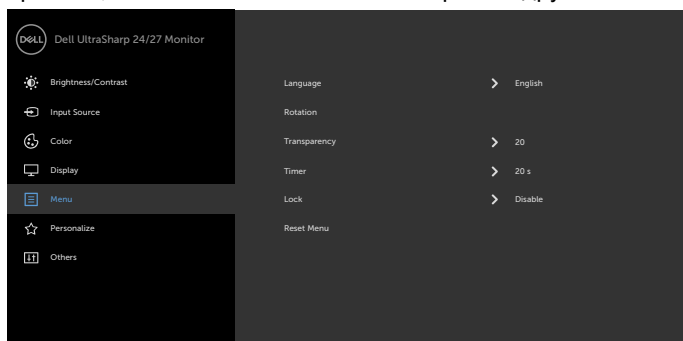 DELL
Dell UltraSharp 24/27 Monitor
Brightness/Contrast
Input Source
Color
Display
Menu
Personalize
Others
Language English
Rotation
Transparency 20
Timer 20 s
Lock Disable
Reset Menu